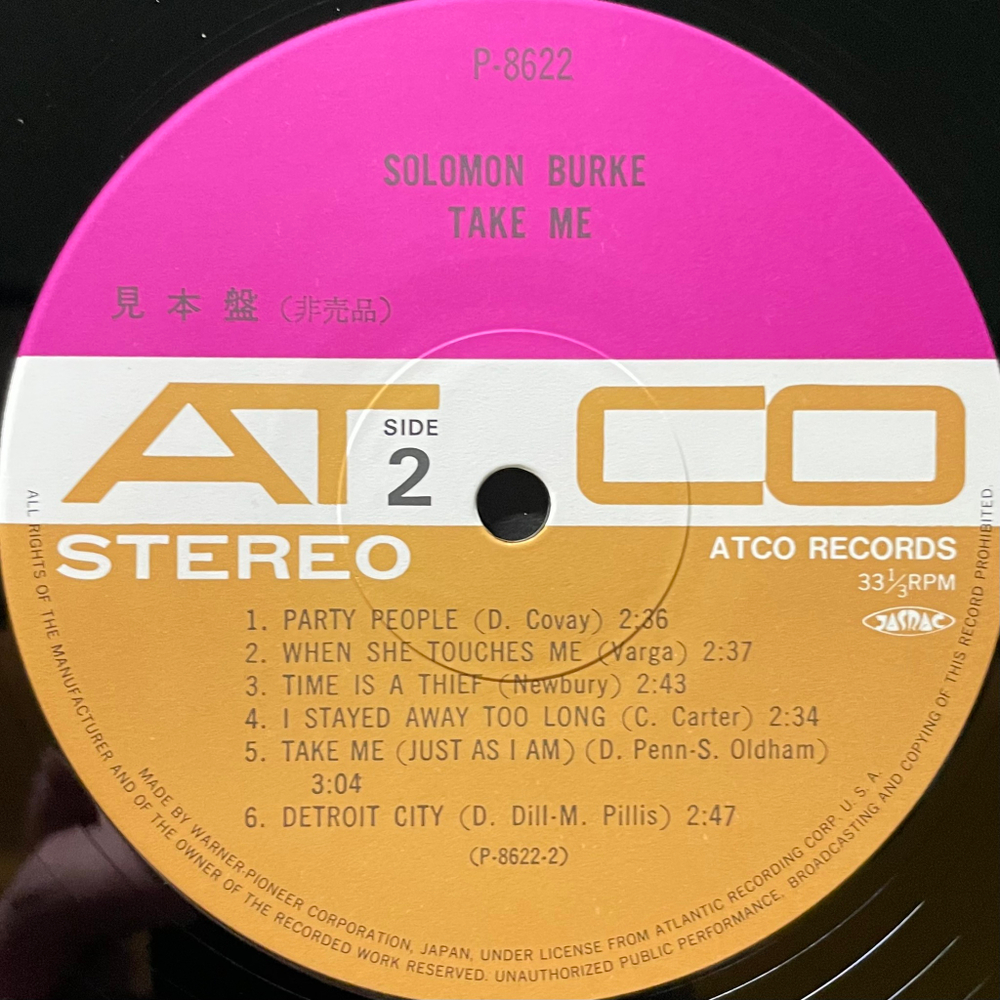 P-8622
SOLOMON BURKE
TAKE ME
見本盤 (非売品)
ATCO
SIDE
2
STEREO
ATCO RECORDS
33 1/3 RPM
JASRAC
1. PARTY PEOPLE (D. Covay) 2:36
2. WHEN SHE TOUCHES ME (Varga) 2:37
3. TIME IS A THIEF (Newbury) 2:43
4. I STAYED AWAY TOO LONG (C. Carter) 2:34
5. TAKE ME (JUST AS I AM) (D. Penn-S. Oldham)
3:04
6. DETROIT CITY (D. Dill-M. Pillis) 2:47
(P-8622-2)
MADE BY WARNER-PIONEER CORPORATION, JAPAN, UNDER LICENSE FROM ATLANTIC RECORDING CORP. U. S. A.
ALL RIGHTS OF THE MANUFACTURER AND OF THE OWNER OF THE RECORDED WORK RESERVED. UNAUTHORIZED PUBLIC PERFORMANCE, BROADCASTING AND COPYING OF THIS RECORD PROHIBITED.